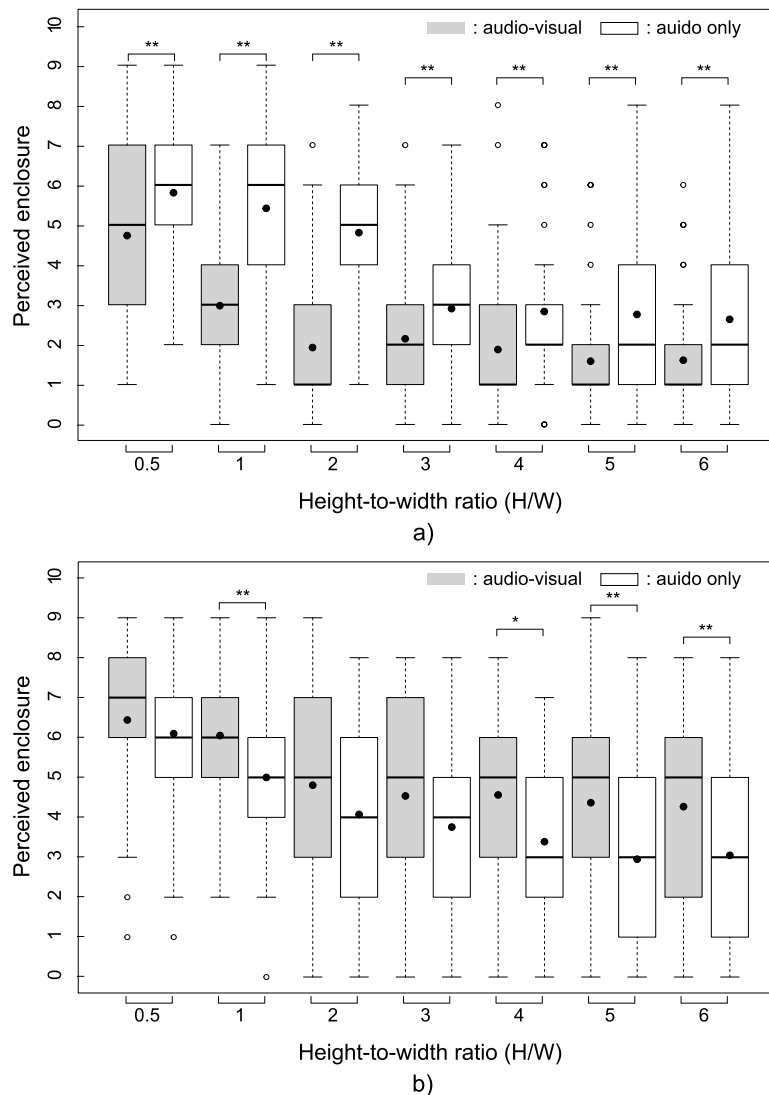 : audio-visual : auido only
** ** ** ** ** ** **
Perceived enclosure
10
9
8
7
6
5
4
3
2
1
0
0.5 1 2 3 4 5 6
Height-to-width ratio (H/W)
a)
: audio-visual : auido only
** * ** **
Perceived enclosure
10
9
8
7
6
5
4
3
2
1
0
0.5 1 2 3 4 5 6
Height-to-width ratio (H/W)
b)